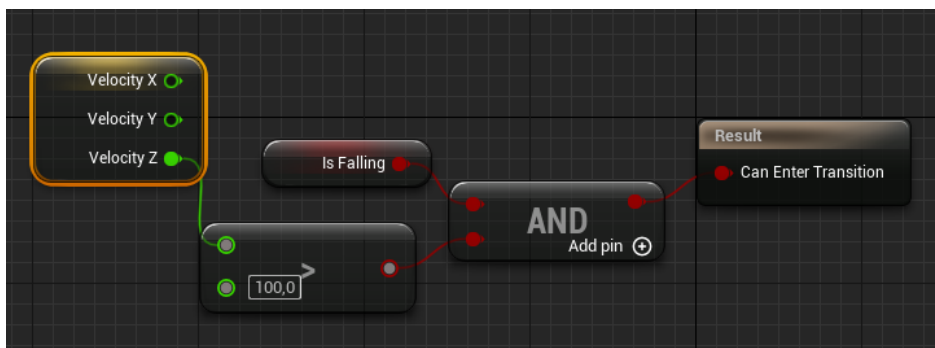 Velocity X
Velocity Y
Velocity Z
Is Falling
>
100,0
AND
Add pin
Result
Can Enter Transition